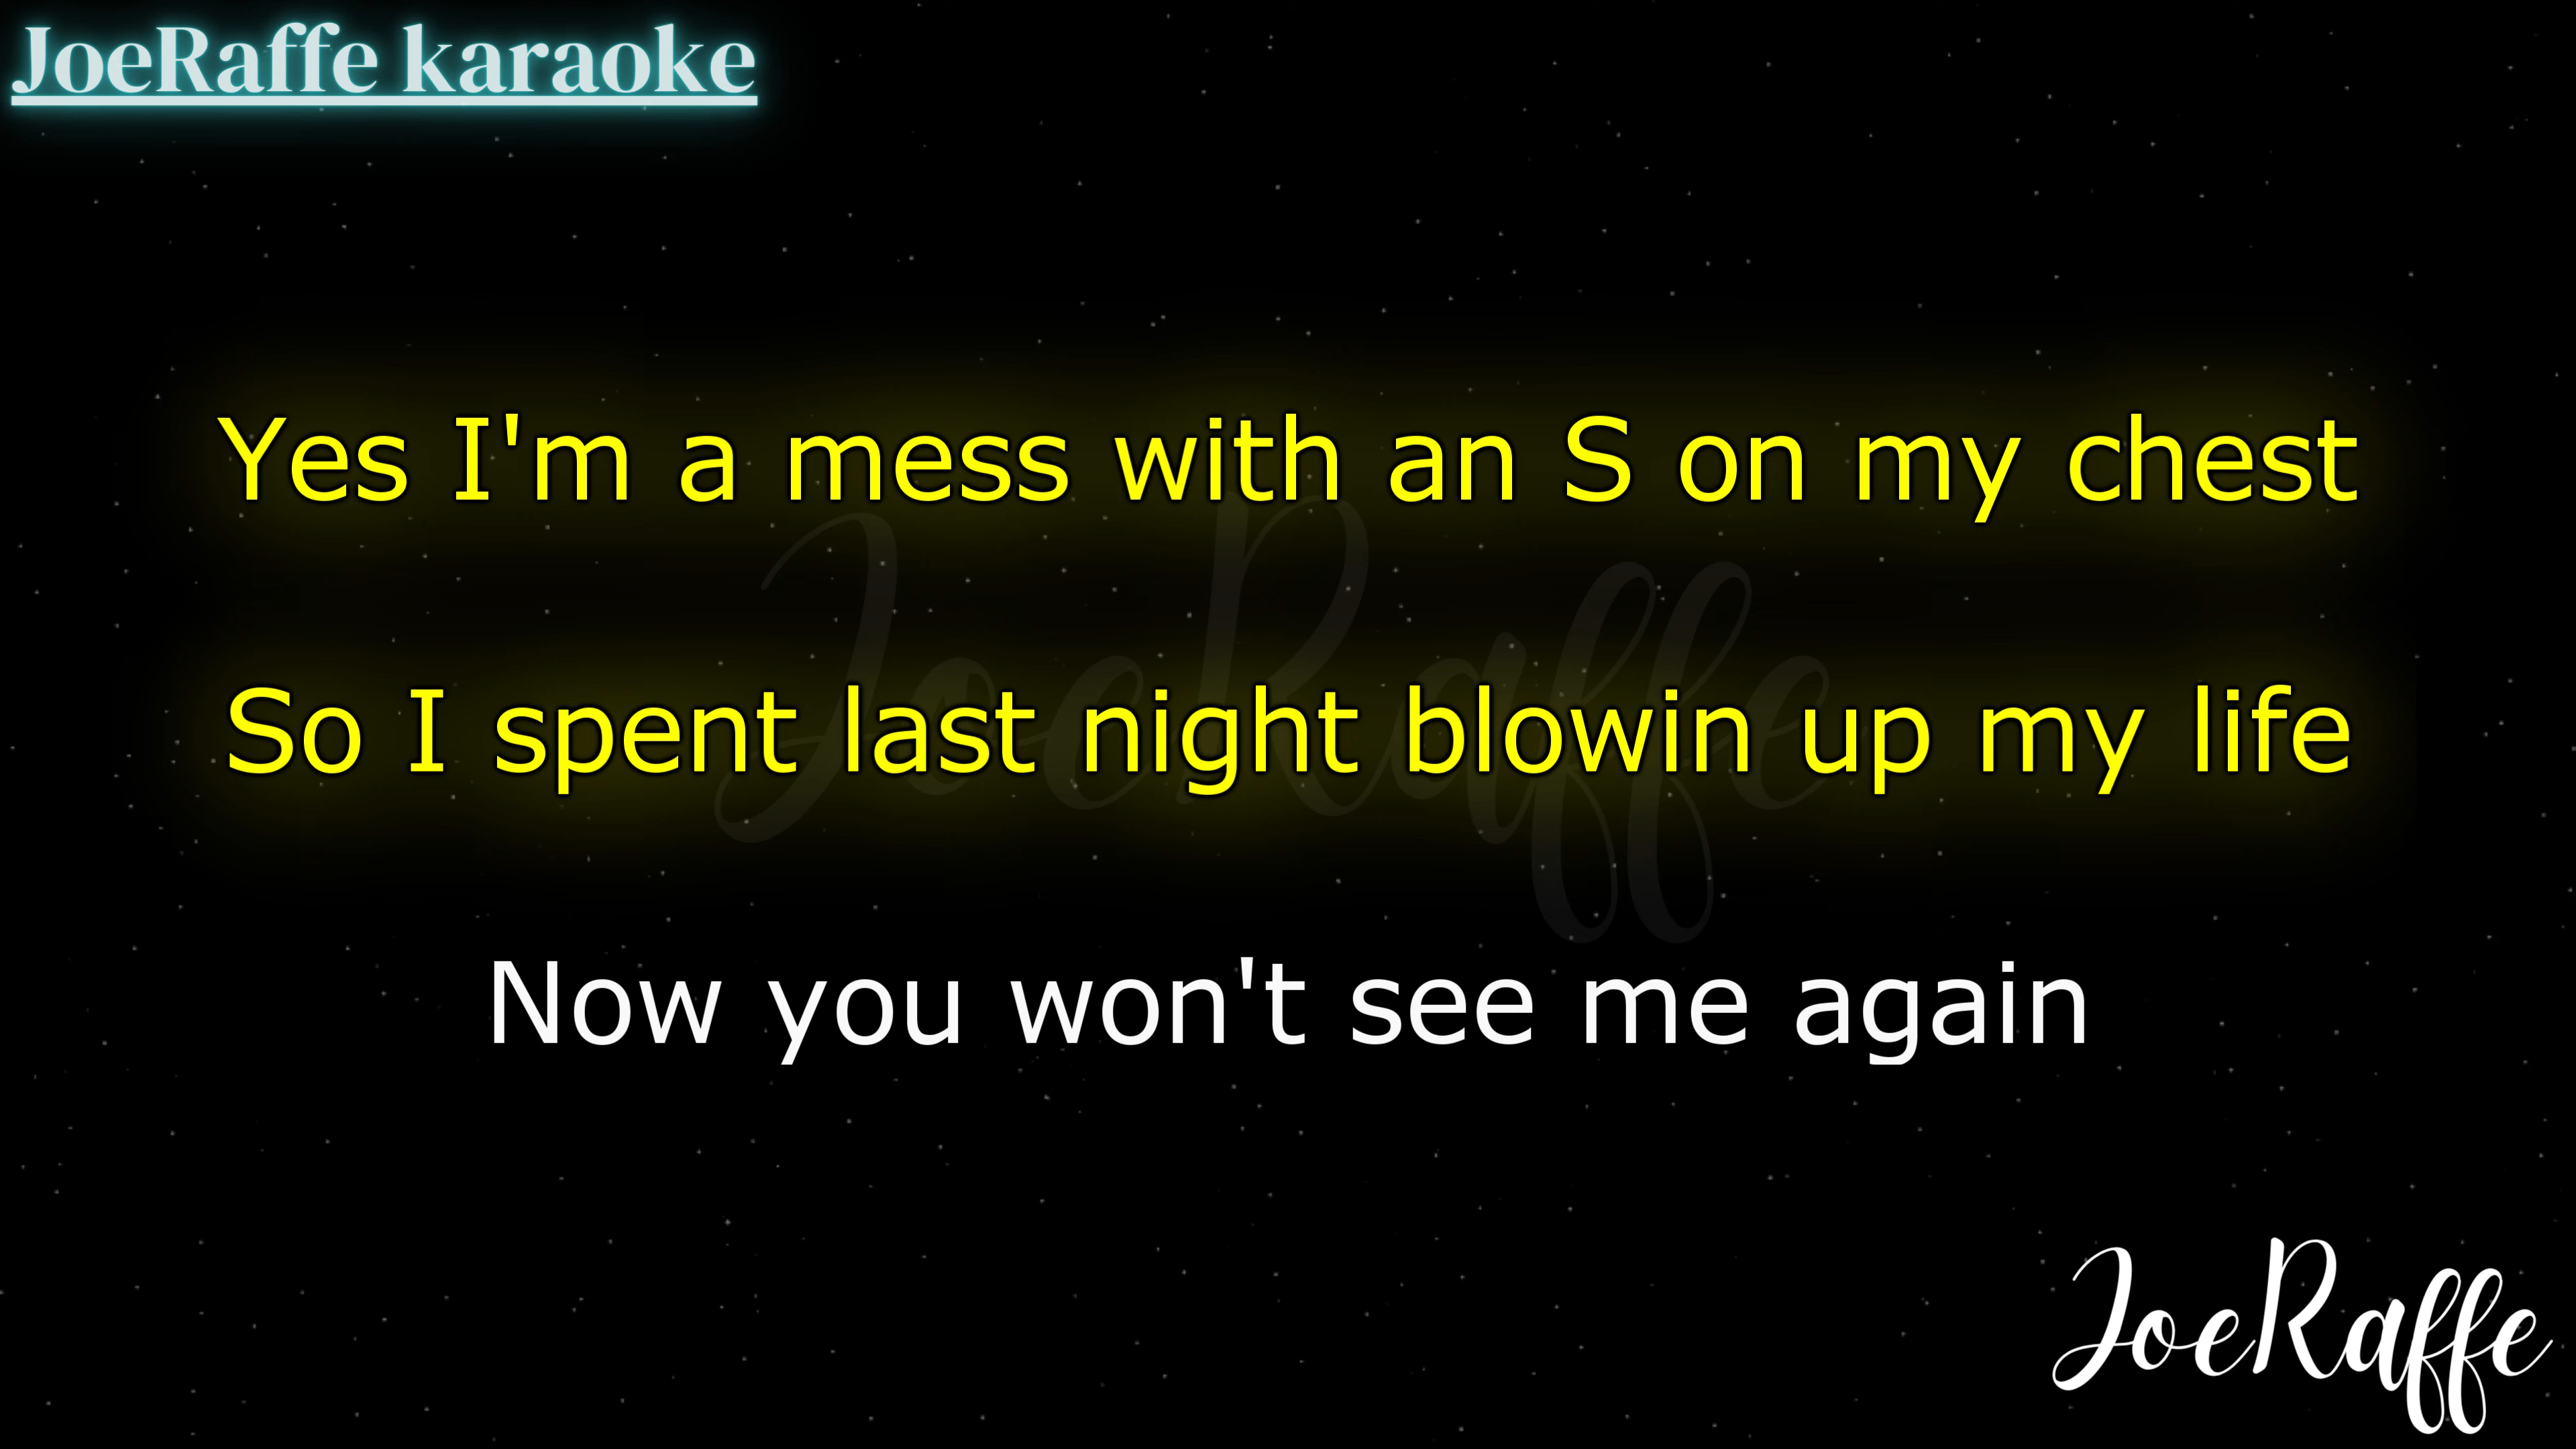 JoeRaffe karaoke
Yes I'm a mess with an S on my chest
So I spent last night blowin up my life
Now you won't see me again
JoeRaffe
JoeRaffe